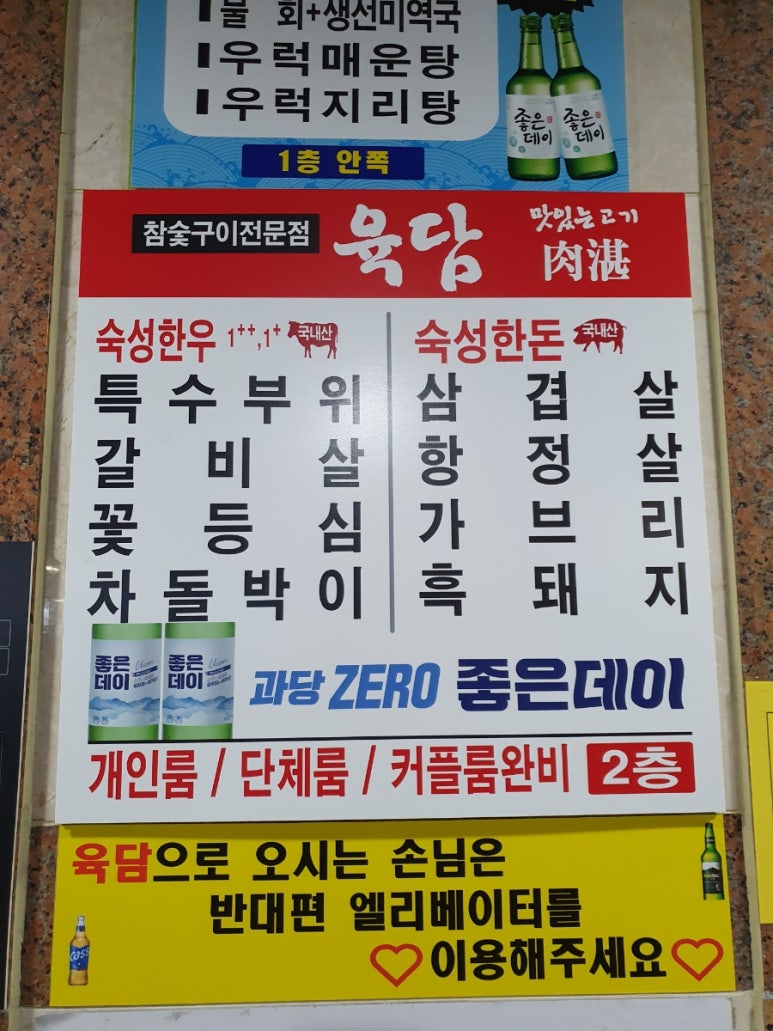 물 회+생선미역국
우럭매운탕
우럭지리탕
좋은
데이
좋은
데이
1층 안쪽
참숯구이전문점
육담
맛있는고기
肉湛
숙성한우 1++,1+ 국내산
특수부위
갈비살
꽃등심
차돌박이
숙성한돈 국내산
삼겹살
항정살
가브리
흑돼지
좋은
데이
좋은
데이
과당 ZERO 좋은데이
개인룸 / 단체룸 / 커플룸완비 2층
육담으로 오시는 손님은
반대편 엘리베이터를
이용해주세요
Cass